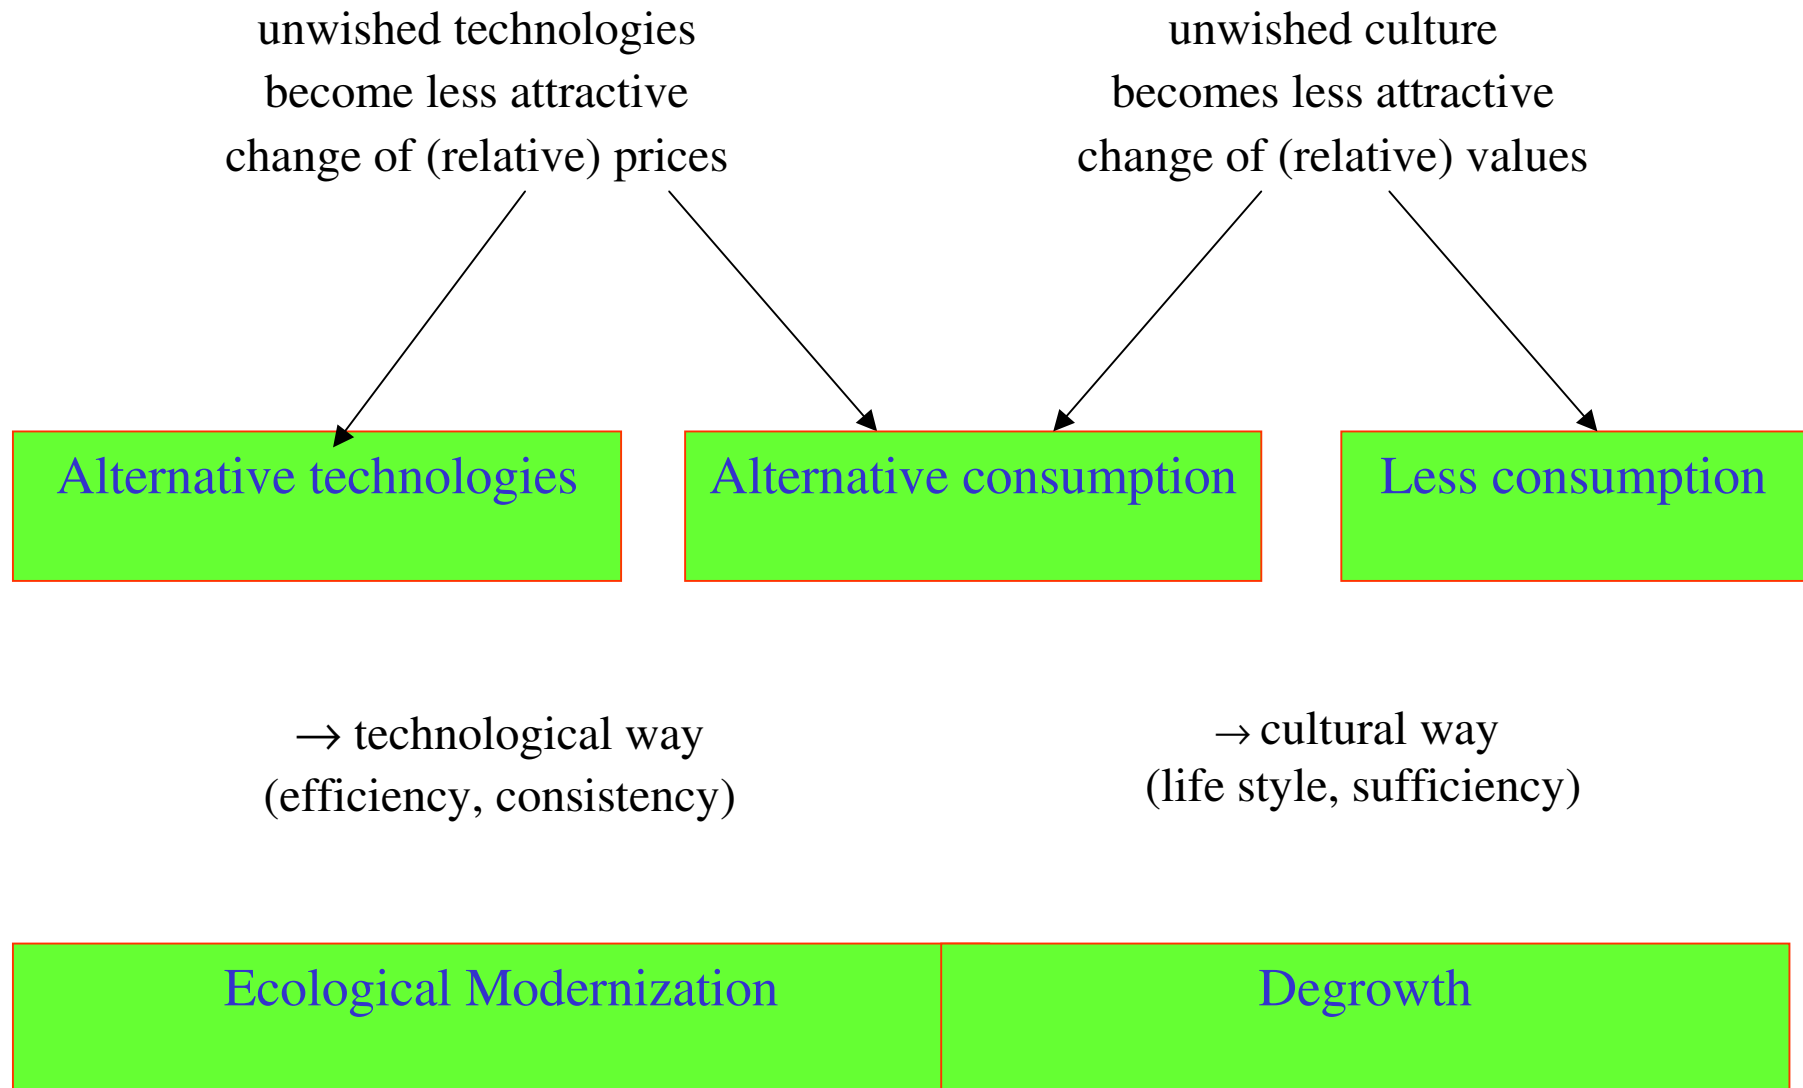 unwished technologies
become less attractive
change of (relative) prices
unwished culture
becomes less attractive
change of (relative) values
Alternative technologies
Alternative consumption
Less consumption
→ technological way
(efficiency, consistency)
→ cultural way
(life style, sufficiency)
Ecological Modernization
Degrowth